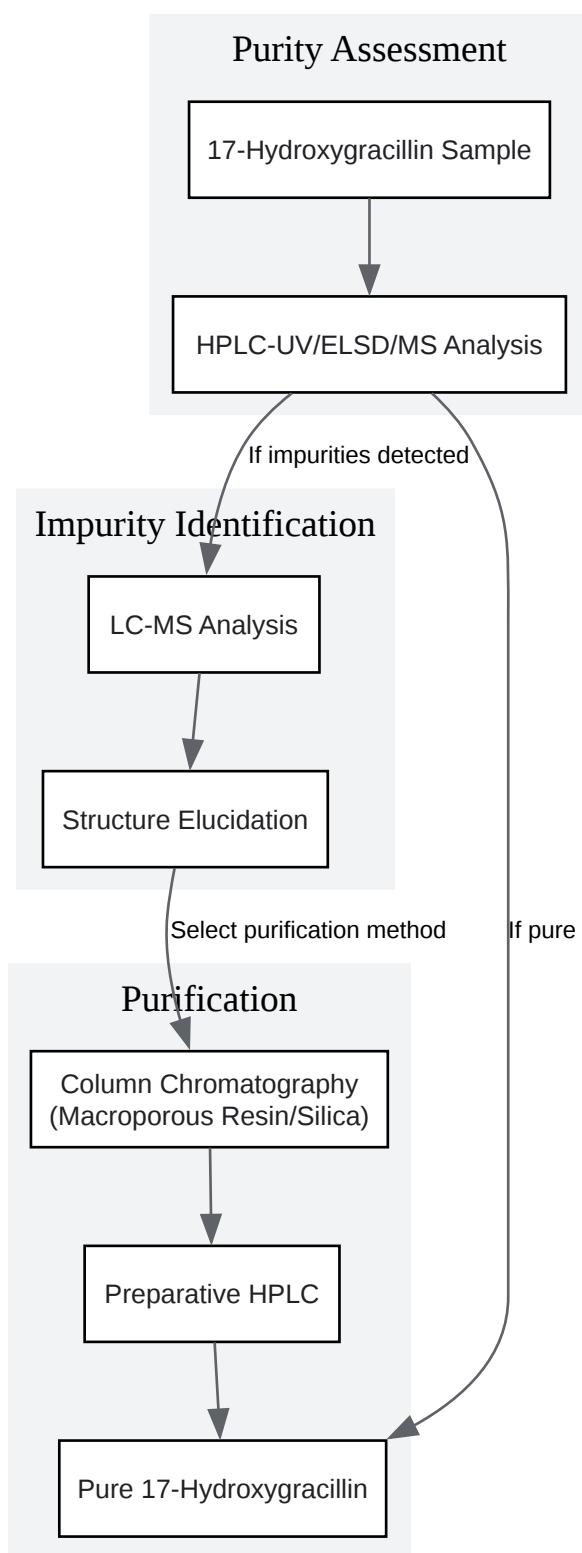 Purity Assessment
17-Hydroxygracillin Sample
HPLC-UV/ELSD/MS Analysis
If impurities detected
Impurity Identification
LC-MS Analysis
Structure Elucidation
Select purification method
If pure
Purification
Column Chromatography
(Macroporous Resin/Silica)
Preparative HPLC
Pure 17-Hydroxygracillin